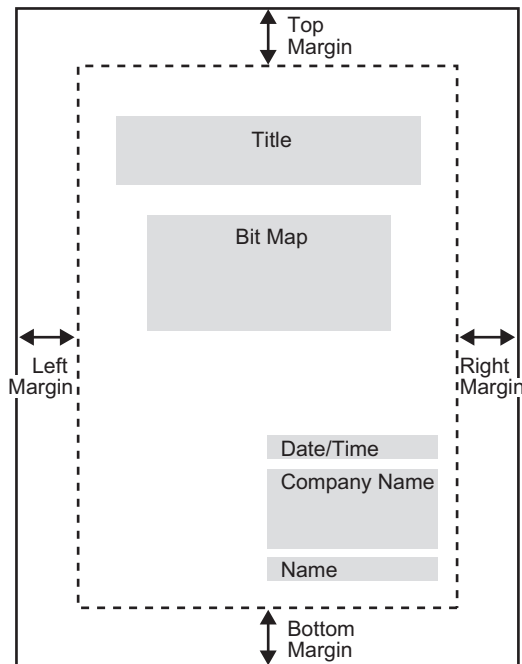 Top
Margin
Title
Bit Map
Left
Margin
Right
Margin
Date/Time
Company Name
Name
Bottom
Margin